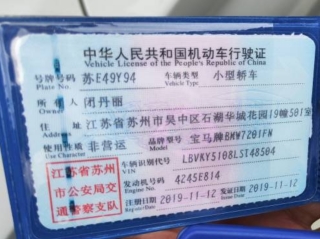 中华人民共和国机动车行驶证
Vehicle License of the People's Republic of China
号牌号码 苏E49Y94 车辆类型 小型轿车
Plate No. Vehicle Type
所有人 闭丹丽
Owner
住址 江苏省苏州市吴中区石湖华城花园19幢501室
使用性质 非营运 品牌型号 宝马牌BMW7201FN
Use Character
江苏省苏州
市公安局交
通警察支队
车辆识别代号 LBVKY5108LST48504
VIN
发动机号码 4245E814
Engine No.
注册日期 2019-11-12 发证日期 2019-11-12
Register Date Issue Date